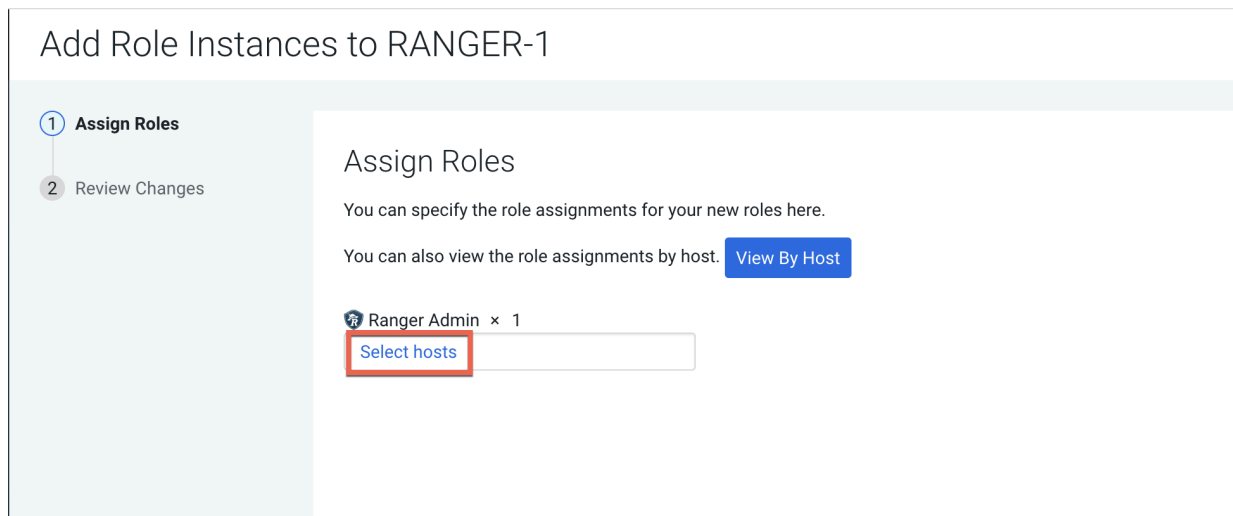 Add Role Instances to RANGER-1
1 Assign Roles
2 Review Changes
Assign Roles
You can specify the role assignments for your new roles here.
You can also view the role assignments by host. View By Host
Ranger Admin × 1
Select hosts